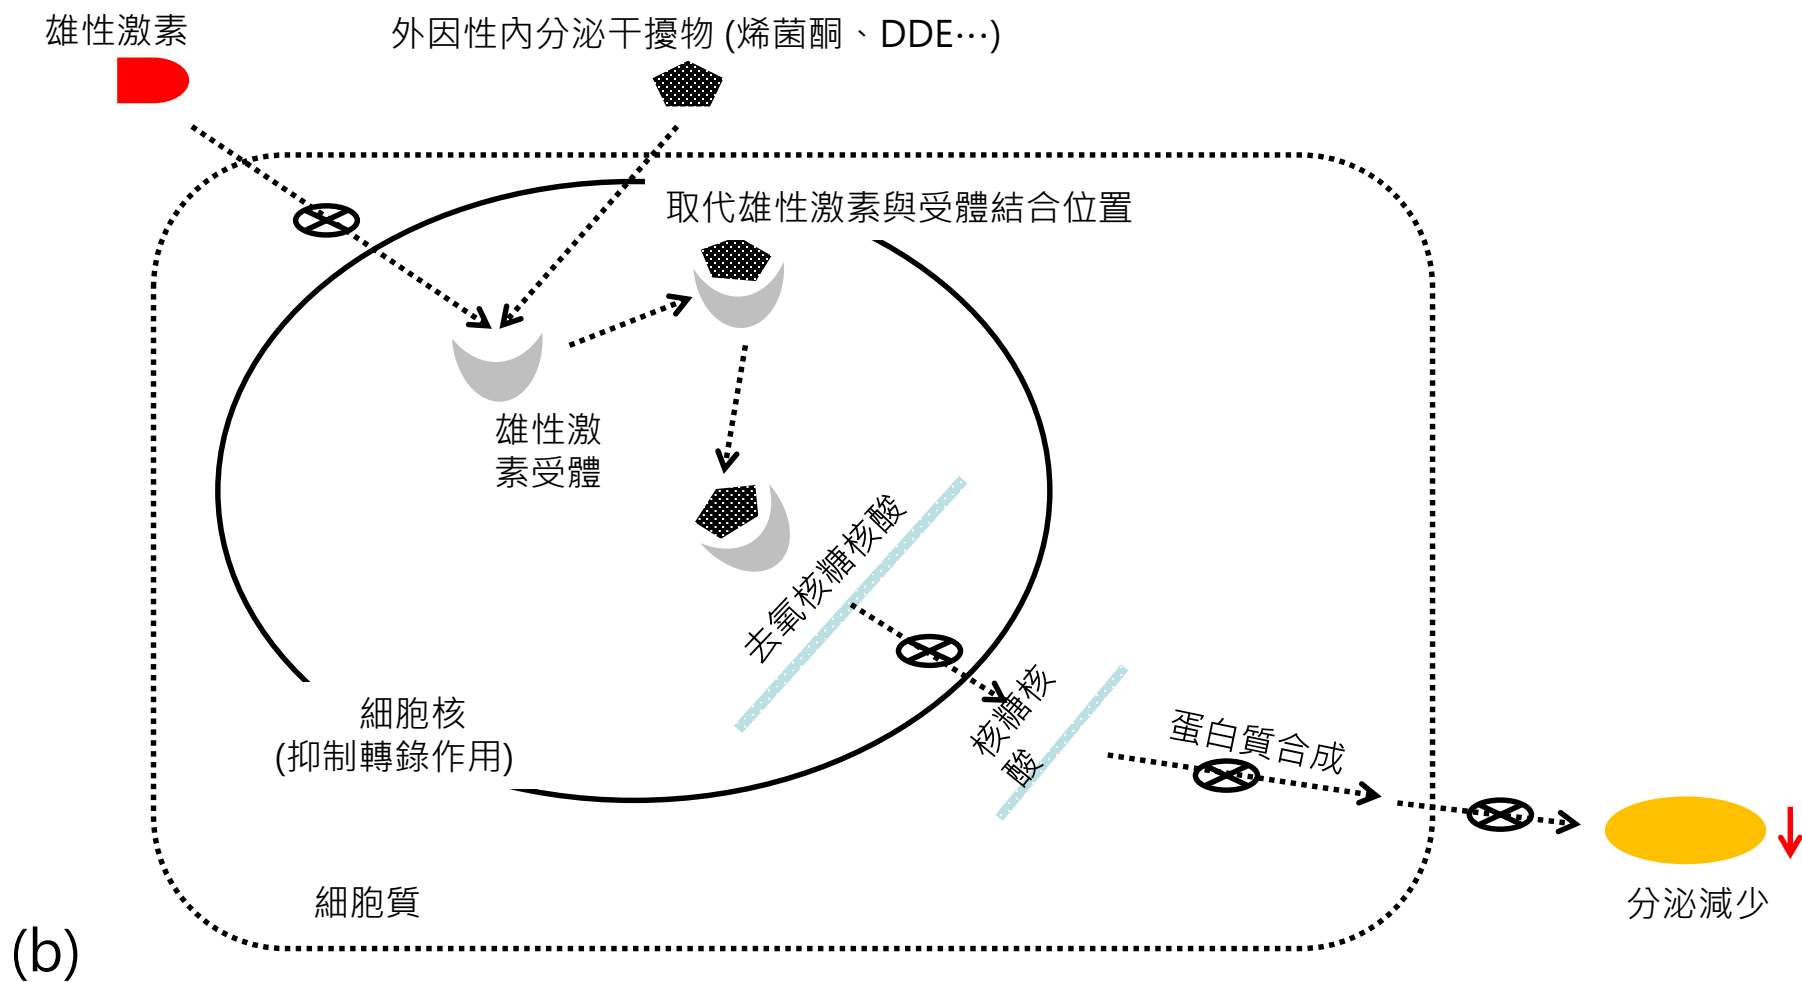 雄性激素
外因性內分泌干擾物 (烯菌酮、DDE⋯)
取代雄性激素與受體結合位置
雄性激
素受體
去氧核糖核酸
核糖核
酸
蛋白質合成
細胞核
(抑制轉錄作用)
細胞質
分泌減少
(b)